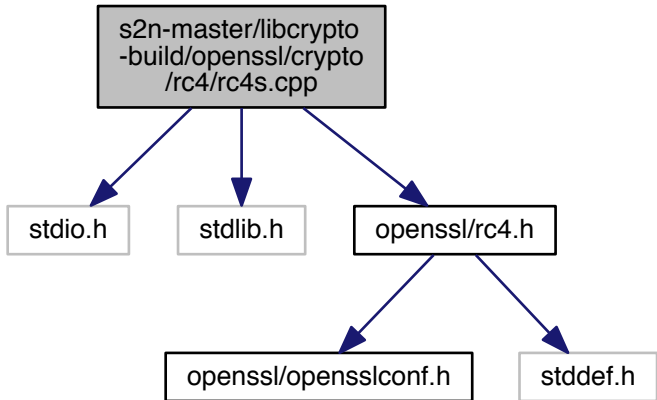 s2n-master/libcrypto
-build/openssl/crypto
/rc4/rc4s.cpp
stdio.h
stdlib.h
openssl/rc4.h
openssl/opensslconf.h
stddef.h